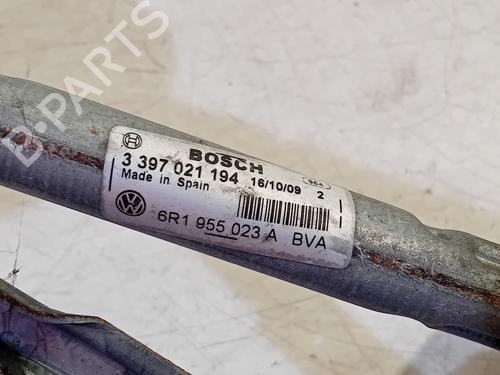 B-PARTS
BOSCH
3 397 021 194 16/10/09 2
Made in Spain
6R1 955 023 A BVA